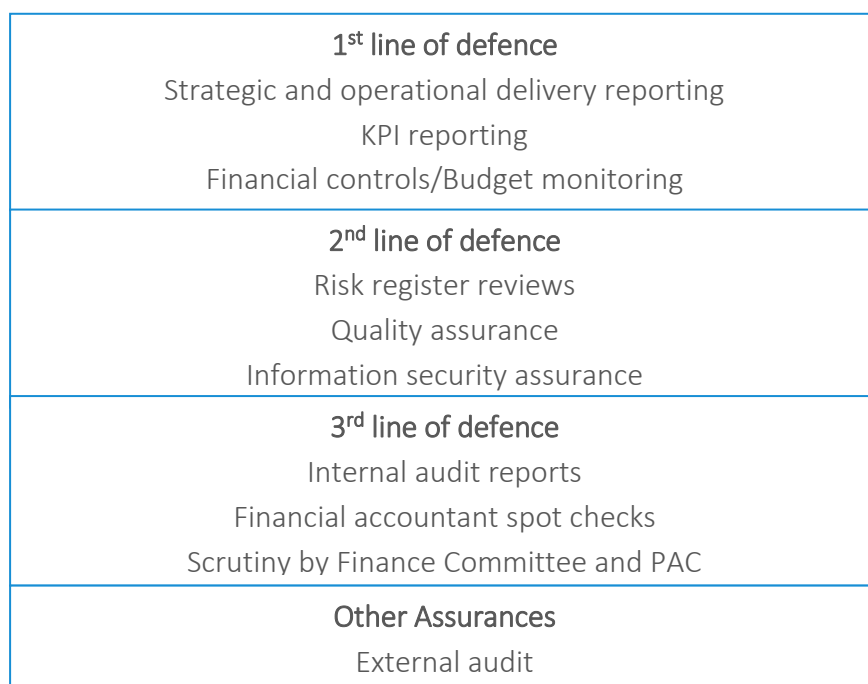 1st line of defence
Strategic and operational delivery reporting
KPI reporting
Financial controls/Budget monitoring
2nd line of defence
Risk register reviews
Quality assurance
Information security assurance
3rd line of defence
Internal audit reports
Financial accountant spot checks
Scrutiny by Finance Committee and PAC
Other Assurances
External audit